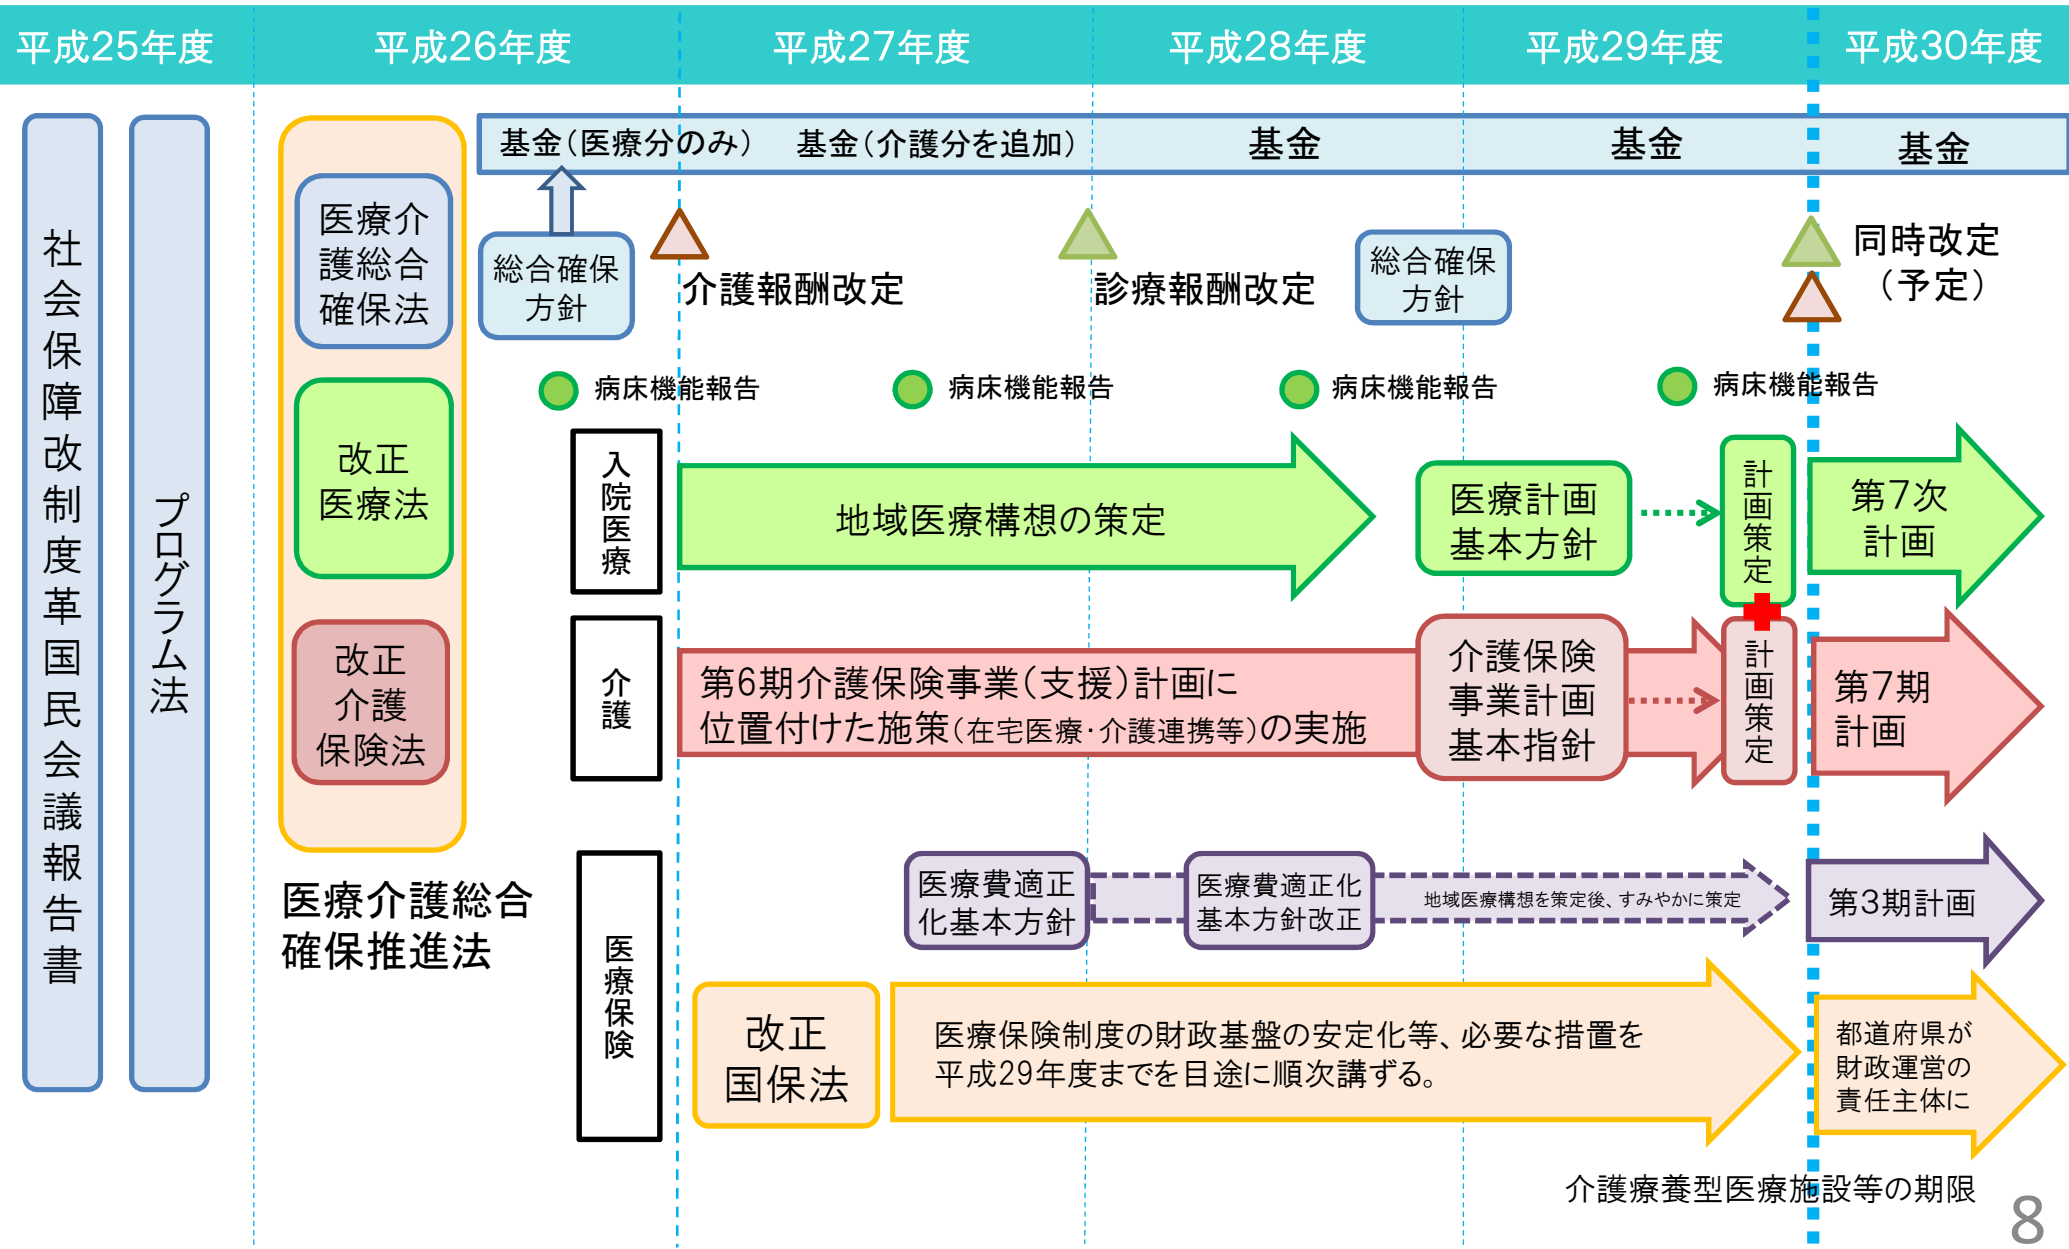 平成25年度
平成26年度
平成27年度
平成28年度
平成29年度
平成30年度
社会保障改制度革国民会議報告書
プログラム法
基金（医療分のみ）
基金（介護分を追加）
基金
基金
基金
医療介
護総合
確保法
総合確保
方針
介護報酬改定
診療報酬改定
総合確保
方針
同時改定
（予定）
病床機能報告
病床機能報告
病床機能報告
病床機能報告
改正
医療法
入院医療
地域医療構想の策定
医療計画
基本方針
計画策定
第7次
計画
改正
介護
保険法
介護
第6期介護保険事業（支援）計画に
位置付けた施策（在宅医療・介護連携等）の実施
介護保険
事業計画
基本指針
計画策定
第7期
計画
医療介護総合
確保推進法
医療保険
医療費適正
化基本方針
医療費適正化
基本方針改正
地域医療構想を策定後、すみやかに策定
第3期計画
改正
国保法
医療保険制度の財政基盤の安定化等、必要な措置を
平成29年度までを目途に順次講ずる。
都道府県が
財政運営の
責任主体に
介護療養型医療施設等の期限
8